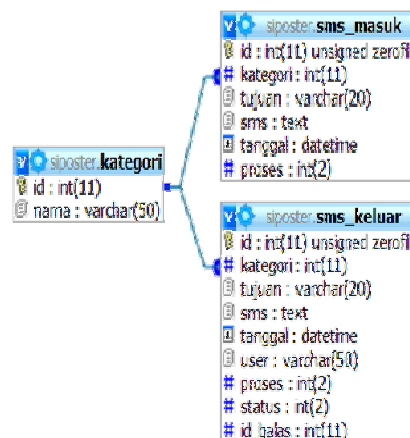 siposter.sms_masuk
id : int(11) unsigned zerofil
kategori : int(11)
tujuan : varchar(20)
sms : text
tanggal : datetime
proses : int(2)
siposter.kategori
id : int(11)
nama : varchar(50)
siposter.sms_keluar
id : int(11) unsigned zerofil
kategori : int(11)
tujuan : varchar(20)
sms : text
tanggal : datetime
user : varchar(50)
proses : int(2)
status : int(2)
id_balas : int(11)